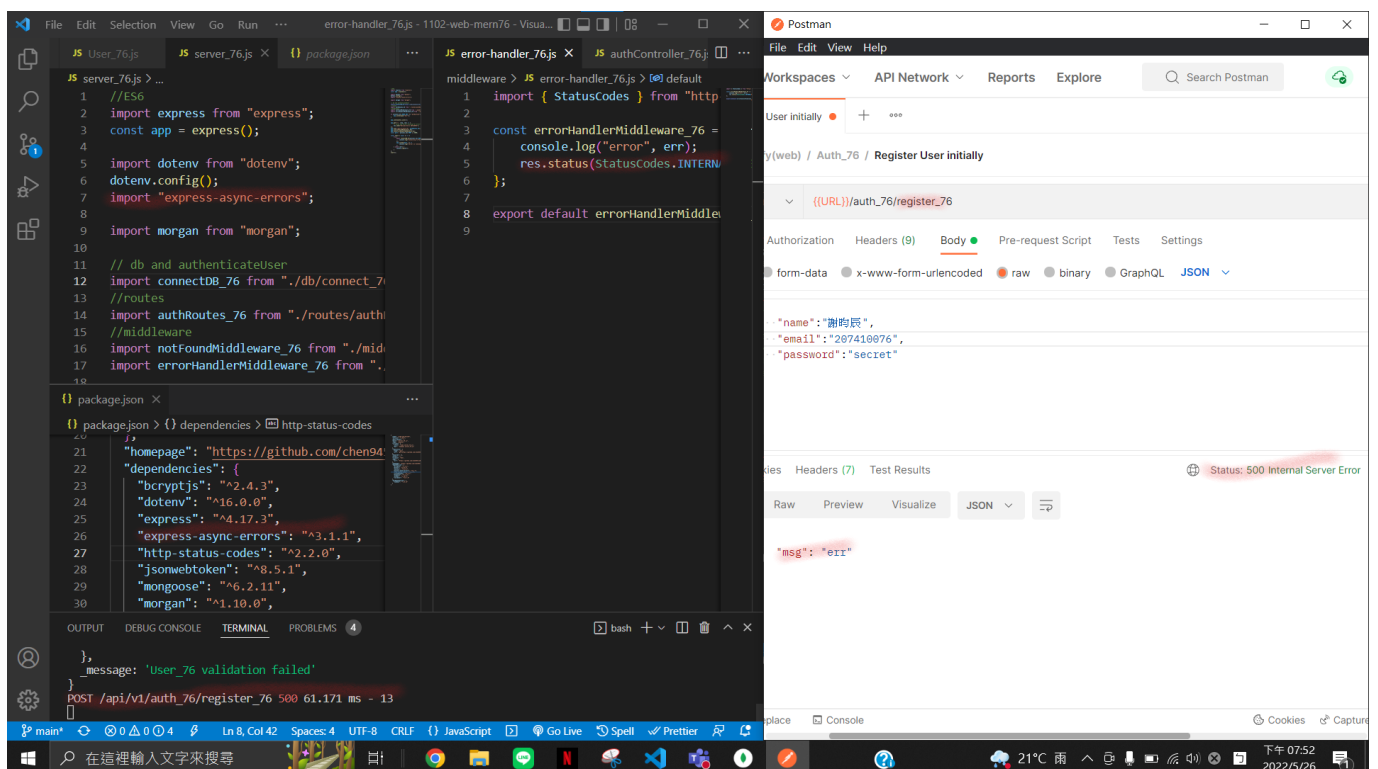 File Edit Selection View Go Run ··· error-handler_76.js - 1102-web-mern76 - Visua...
JS User_76.js JS server_76.js {} package.json ···
JS server_76.js > ...
1 //ES6
2 import express from "express";
3 const app = express();
4
5 import dotenv from "dotenv";
6 dotenv.config();
7 import "express-async-errors";
8
9 import morgan from "morgan";
10
11 // db and authenticateUser
12 import connectDB_76 from "./db/connect_7
13 //routes
14 import authRoutes_76 from "./routes/auth
15 //middleware
16 import notFoundMiddleware_76 from "./mid
17 import errorHandlerMiddleware_76 from ".
18
JS error-handler_76.js JS authController_76.j ···
middleware > JS error-handler_76.js > default
1 import { StatusCodes } from "http
2
3 const errorHandlerMiddleware_76 =
4 console.log("error", err);
5 res.status(StatusCodes.INTERN
6 };
7
8 export default errorHandlerMiddle
9
{} package.json ···
{} package.json > {} dependencies > abc http-status-codes
20 },
21 "homepage": "https://github.com/chen94
22 "dependencies": {
23 "bcryptjs": "^2.4.3",
24 "dotenv": "^16.0.0",
25 "express": "^4.17.3",
26 "express-async-errors": "^3.1.1",
27 "http-status-codes": "^2.2.0",
28 "jsonwebtoken": "^8.5.1",
29 "mongoose": "^6.2.11",
30 "morgan": "^1.10.0",
OUTPUT DEBUG CONSOLE TERMINAL PROBLEMS 4 bash
},
_message: 'User_76 validation failed'
}
POST /api/v1/auth_76/register_76 500 61.171 ms - 13
main* 0 0 4 Ln 8, Col 42 Spaces: 4 UTF-8 CRLF {} JavaScript Go Live Spell Prettier
Postman
File Edit View Help
Workspaces API Network Reports Explore Search Postman
User initially
fy(web) / Auth_76 / Register User initially
{{URL}}/auth_76/register_76
Authorization Headers (9) Body Pre-request Script Tests Settings
form-data x-www-form-urlencoded raw binary GraphQL JSON
"name":"謝昀辰",
"email":"207410076",
"password":"secret"
kies Headers (7) Test Results Status: 500 Internal Server Error
Raw Preview Visualize JSON
"msg": "err"
place Console Cookies Capture
在這裡輸入文字來搜尋 21°C 雨 下午 07:52
2022/5/26